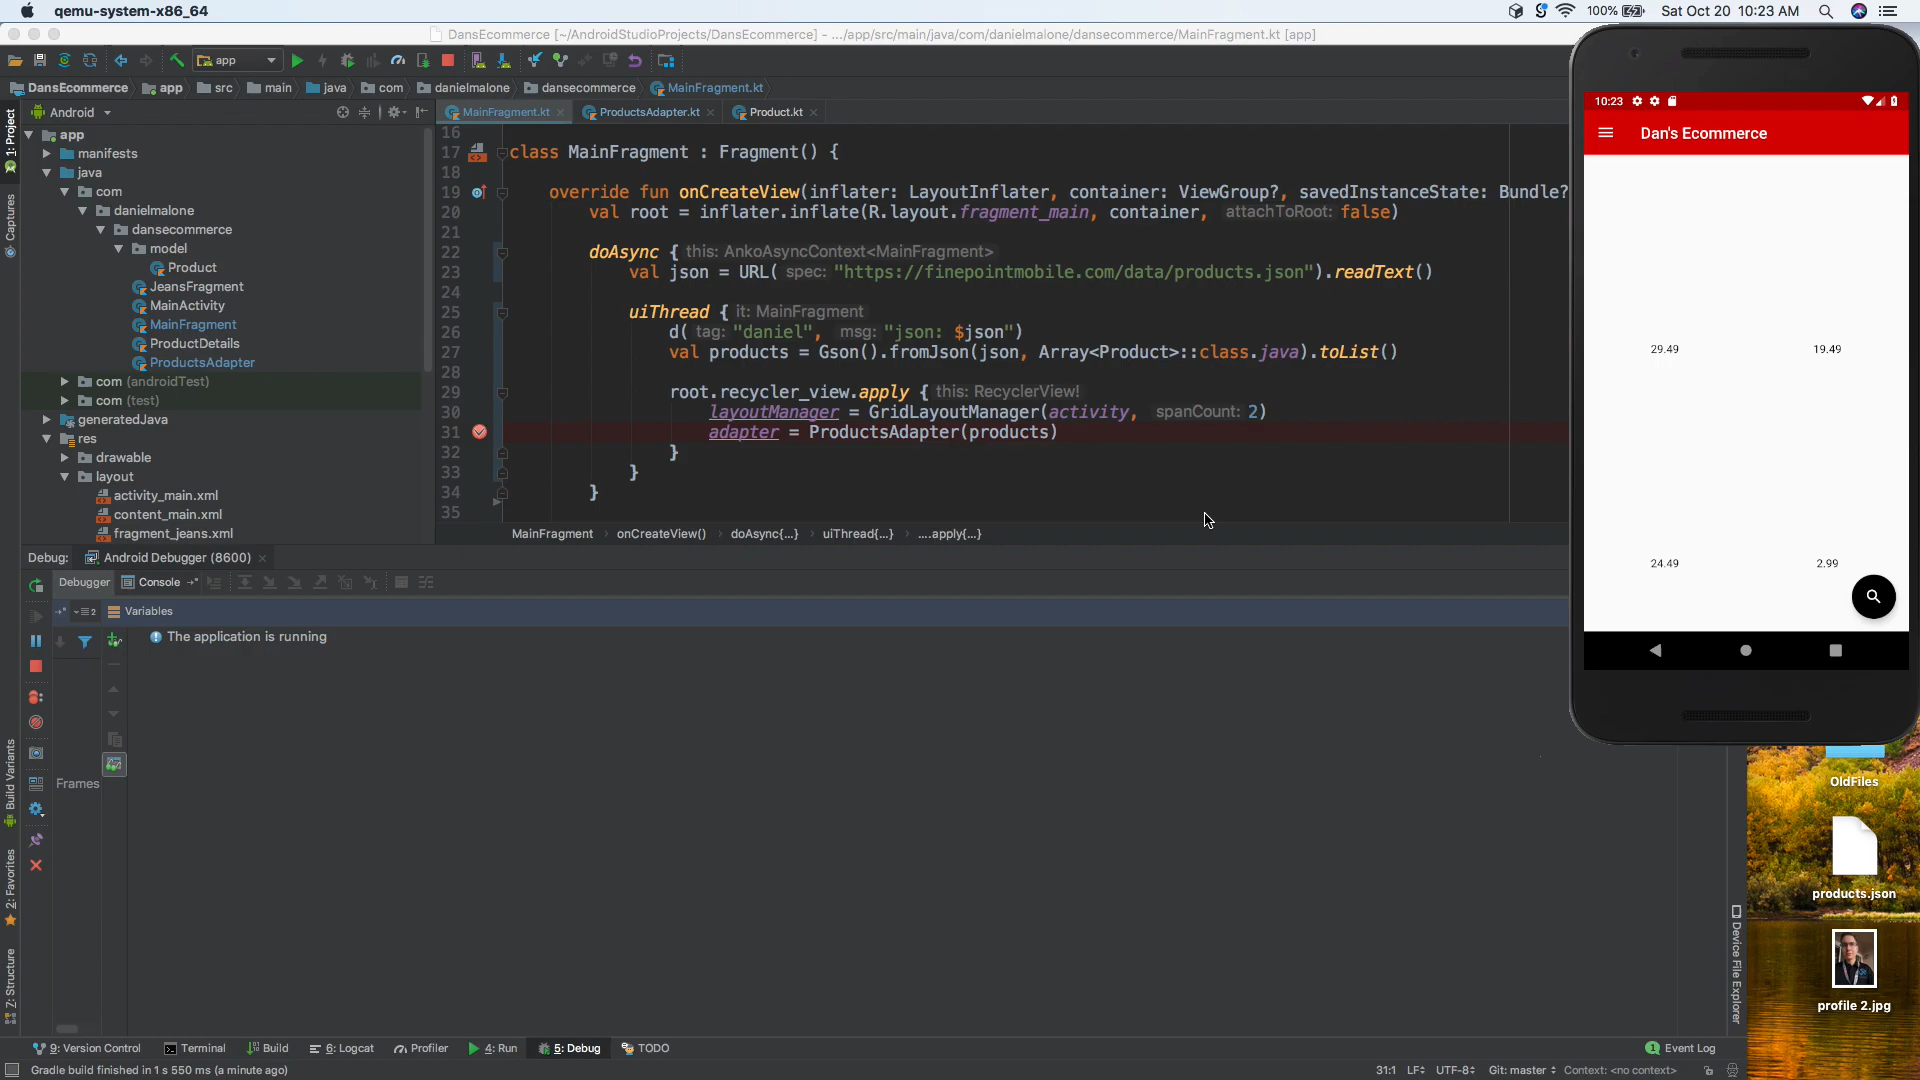 qemu-system-x86_64
100%
Sat Oct 20 10:23 AM
DansEcommerce [~/AndroidStudioProjects/DansEcommerce] - .../app/src/main/java/com/danielmalone/dansecommerce/MainFragment.kt [app]
app
DansEcommerce app src main java com danielmalone dansecommerce MainFragment.kt
Android
MainFragment.kt ProductsAdapter.kt Product.kt
1: Project
Captures
Build Variants
2: Favorites
Z: Structure
app
manifests
java
com
danielmalone
dansecommerce
model
Product
JeansFragment
MainActivity
MainFragment
ProductDetails
ProductsAdapter
com (androidTest)
com (test)
generatedJava
res
drawable
layout
activity_main.xml
content_main.xml
fragment_jeans.xml
16
17 class MainFragment : Fragment() {
18
19 override fun onCreateView(inflater: LayoutInflater, container: ViewGroup?, savedInstanceState: Bundle?
20 val root = inflater.inflate(R.layout.fragment_main, container, attachToRoot: false)
21
22 doAsync { this: AnkoAsyncContext<MainFragment>
23 val json = URL( spec: "https://finepointmobile.com/data/products.json").readText()
24
25 uiThread { it: MainFragment
26 d( tag: "daniel", msg: "json: $json")
27 val products = Gson().fromJson(json, Array<Product>::class.java).toList()
28
29 root.recycler_view.apply { this: RecyclerView!
30 layoutManager = GridLayoutManager(activity, spanCount: 2)
31 adapter = ProductsAdapter(products)
32 }
33 }
34 }
35
MainFragment onCreateView() doAsync{...} uiThread{...} ....apply{...}
Debug: Android Debugger (8600)
Debugger Console
2 Variables
The application is running
Frames
10:23
Dan's Ecommerce
29.49 19.49
24.49 2.99
OldFiles
products.json
profile 2.jpg
Device File Explorer
9: Version Control Terminal Build 6: Logcat Profiler 4: Run 5: Debug TODO
1 Event Log
Gradle build finished in 1 s 550 ms (a minute ago)
31:1 LF UTF-8 Git: master Context: <no context>